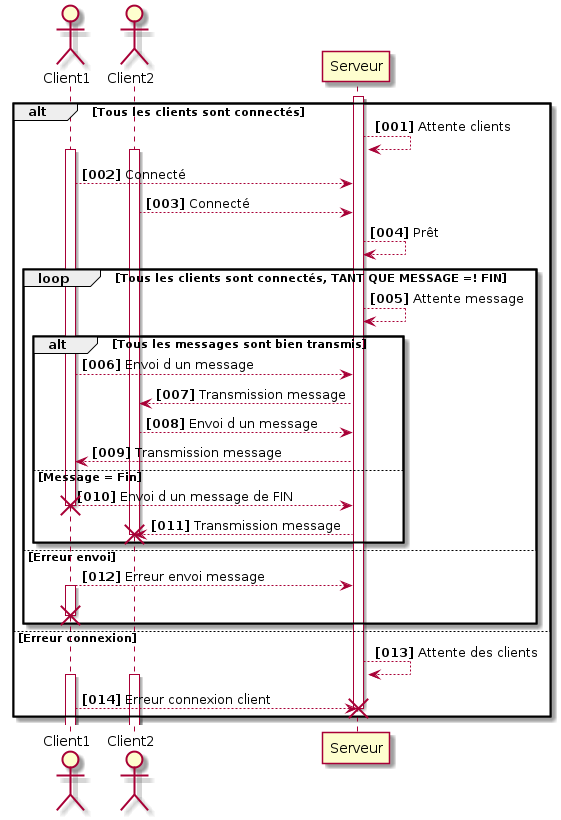 Client1 Client2
Serveur
alt [Tous les clients sont connectés]
[001] Attente clients
[002] Connecté
[003] Connecté
[004] Prêt
loop [Tous les clients sont connectés, TANT QUE MESSAGE =! FIN]
[005] Attente message
alt [Tous les messages sont bien transmis]
[006] Envoi d un message
[007] Transmission message
[008] Envoi d un message
[009] Transmission message
[Message = Fin]
[010] Envoi d un message de FIN
[011] Transmission message
[Erreur envoi]
[012] Erreur envoi message
[Erreur connexion]
[013] Attente des clients
[014] Erreur connexion client
Client1 Client2 Serveur